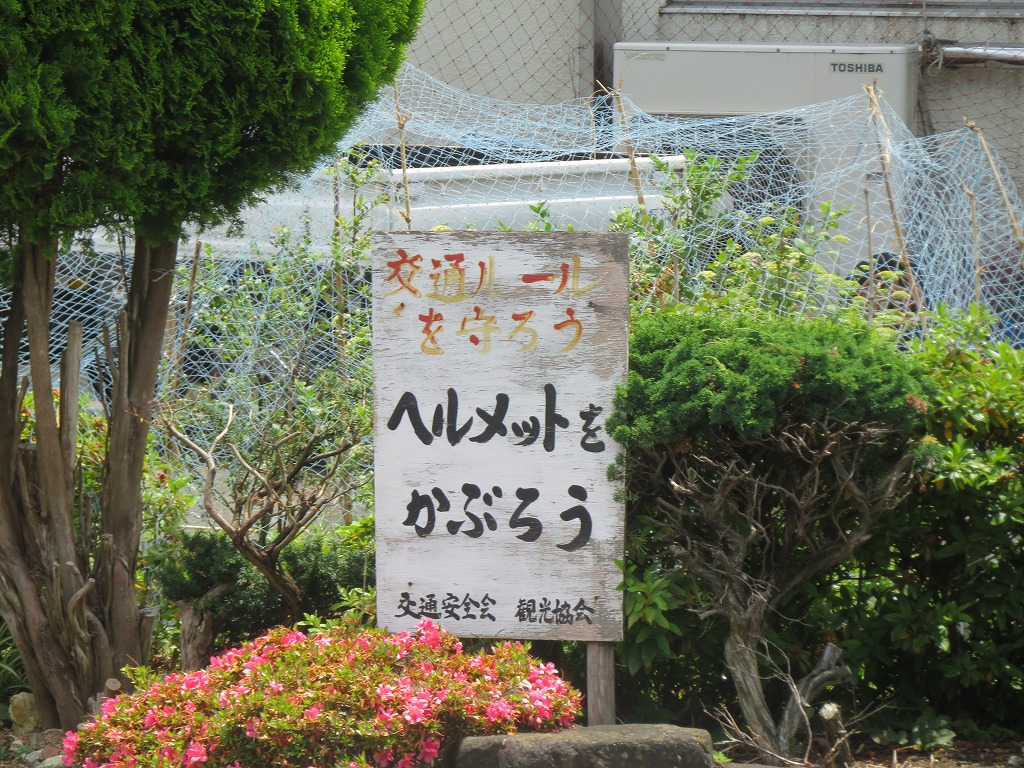 TOSHIBA
交通ルール
を守ろう
ヘルメットを
かぶろう
交通安全会 観光協会